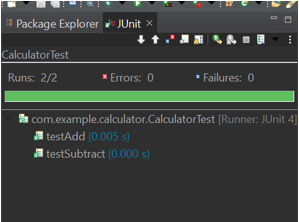 Package Explorer JUnit
CalculatorTest
Runs: 2/2 Errors: 0 Failures: 0
com.example.calculator.CalculatorTest [Runner: JUnit 4]
testAdd (0.005 s)
testSubtract (0.000 s)